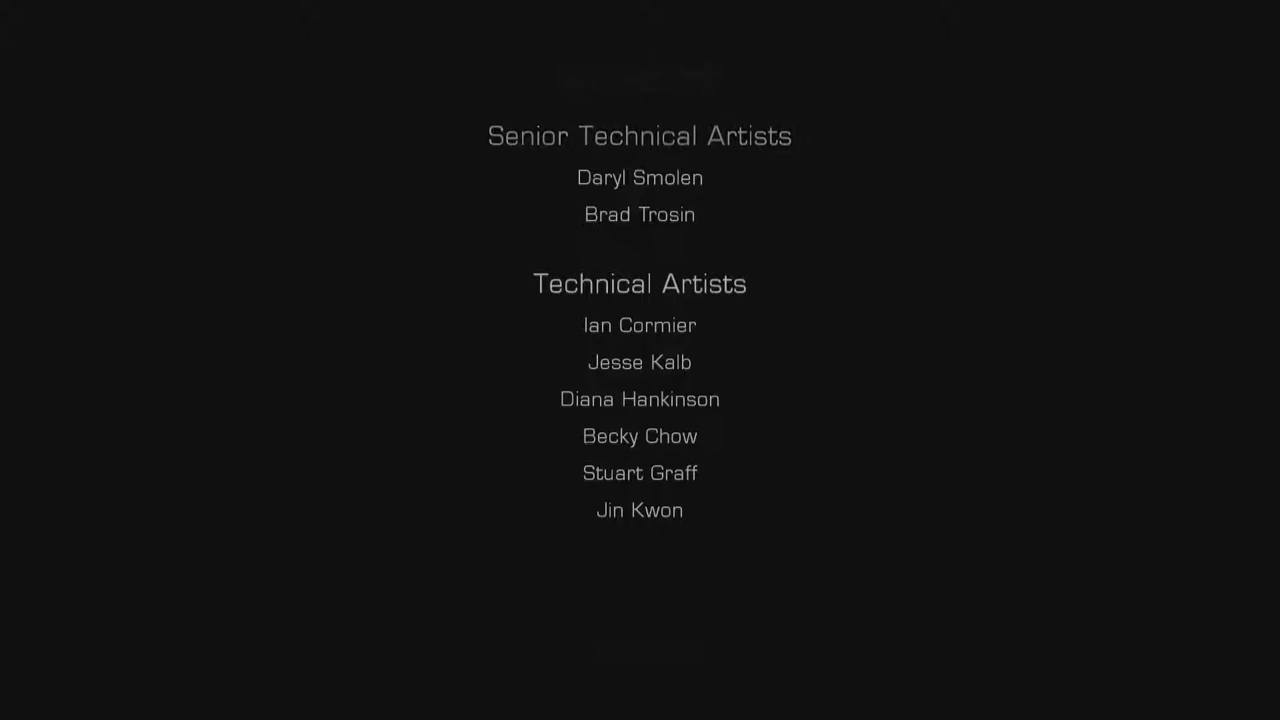 Senior Technical Artists
Daryl Smolen
Brad Trosin
Technical Artists
Ian Cormier
Jesse Kalb
Diana Hankinson
Becky Chow
Stuart Graff
Jin Kwon